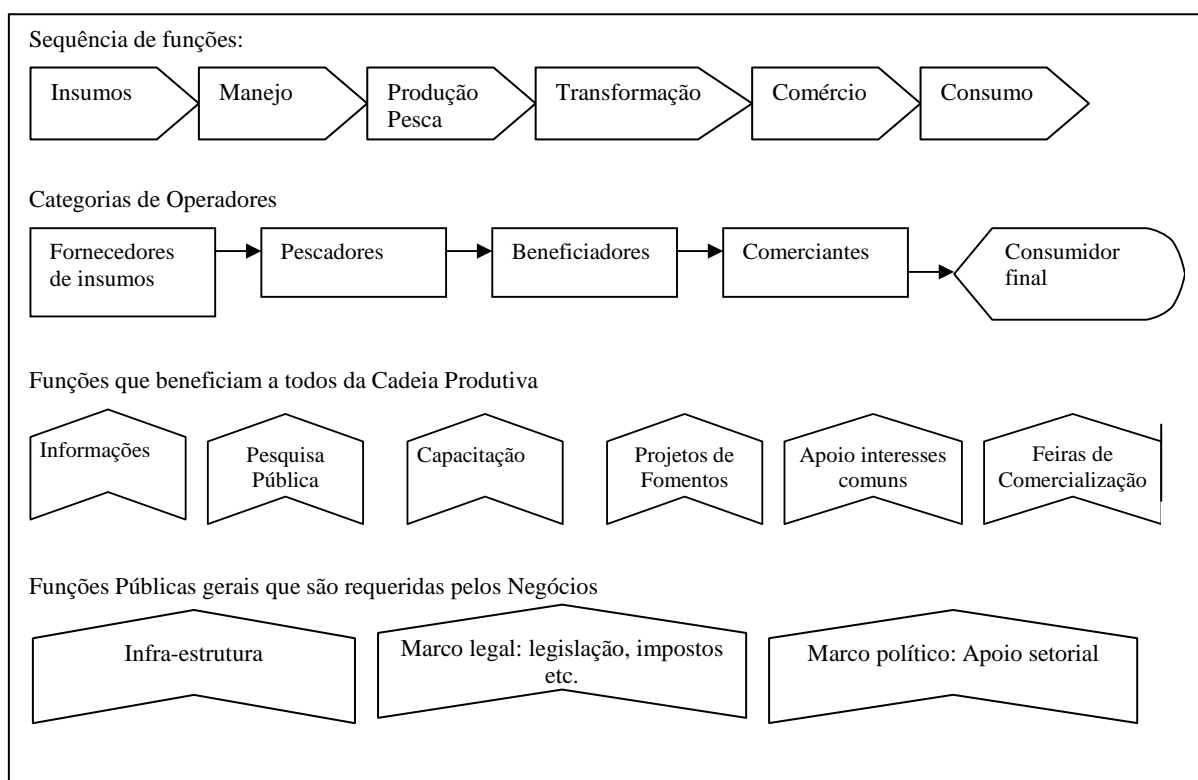 Sequência de funções:
Insumos
Manejo
Produção
Pesca
Transformação
Comércio
Consumo
Categorias de Operadores
Fornecedores
de insumos
Pescadores
Beneficiadores
Comerciantes
Consumidor
final
Funções que beneficiam a todos da Cadeia Produtiva
Informações
Pesquisa
Pública
Capacitação
Projetos de
Fomentos
Apoio interesses
comuns
Feiras de
Comercialização
Funções Públicas gerais que são requeridas pelos Negócios
Infra-estrutura
Marco legal: legislação, impostos
etc.
Marco político: Apoio setorial